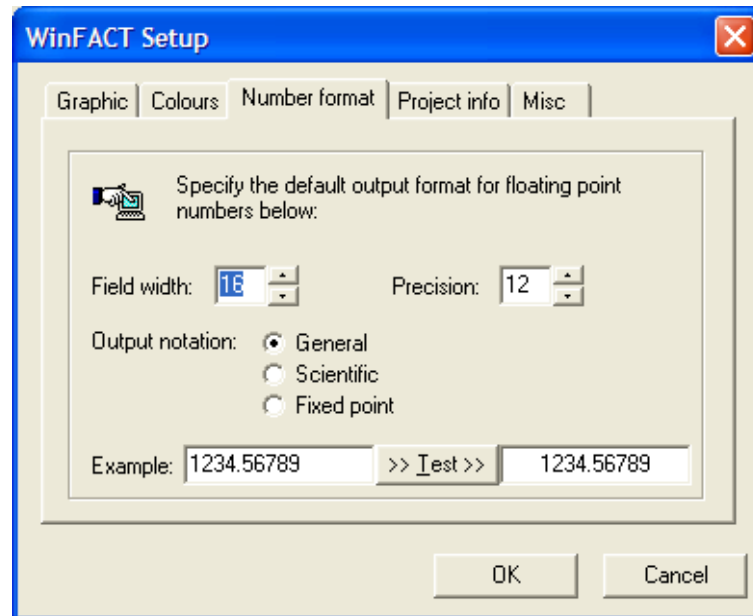 WinFACT Setup
Graphic Colours Number format Project info Misc
Specify the default output format for floating point
numbers below:
Field width: 16 Precision: 12
Output notation: General
Scientific
Fixed point
Example: 1234.56789 >> Test >> 1234.56789
OK Cancel